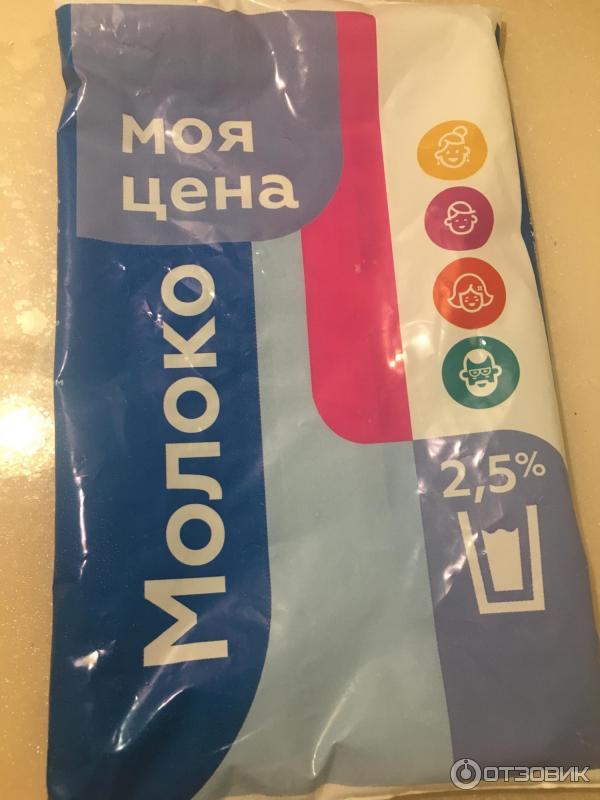 моя
цена
Молоко
2,5%
ОТЗОВИК